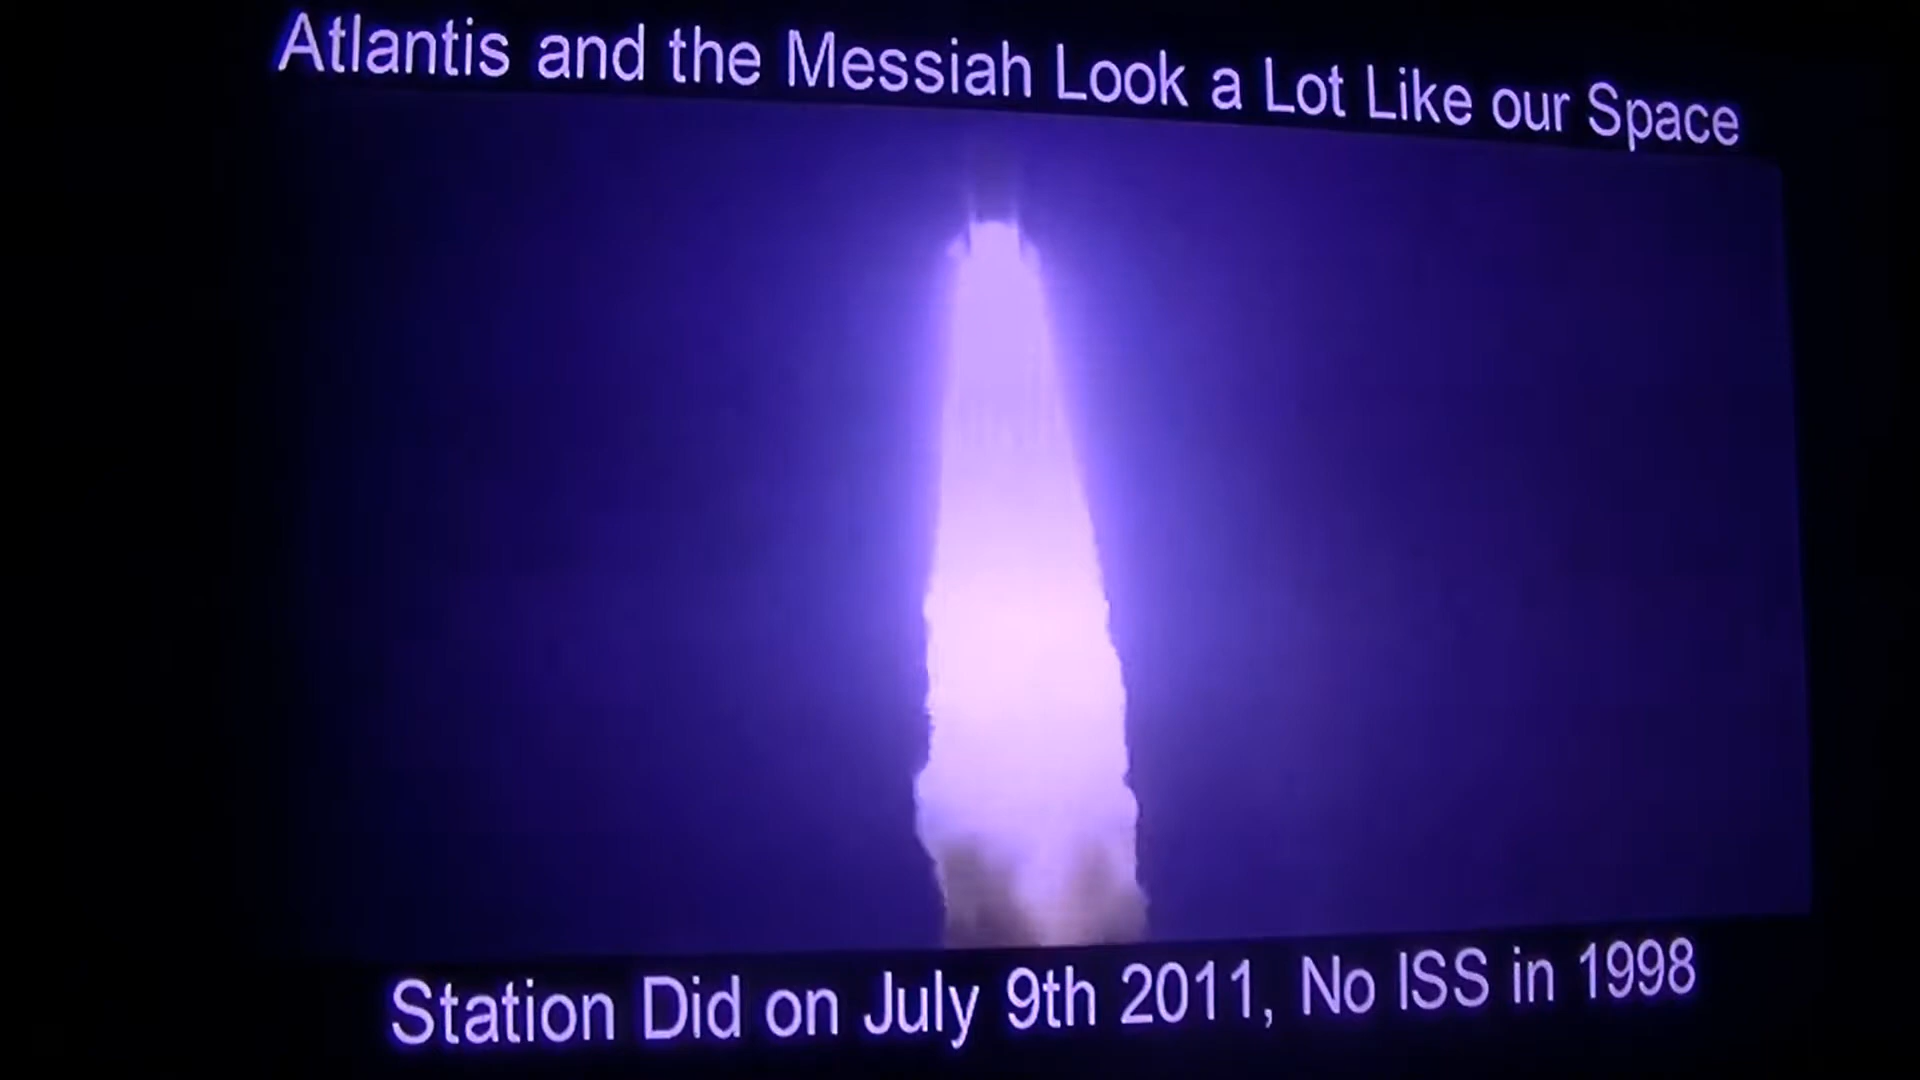 Atlantis and the Messiah Look a Lot Like our Space
Station Did on July 9th 2011, No ISS in 1998